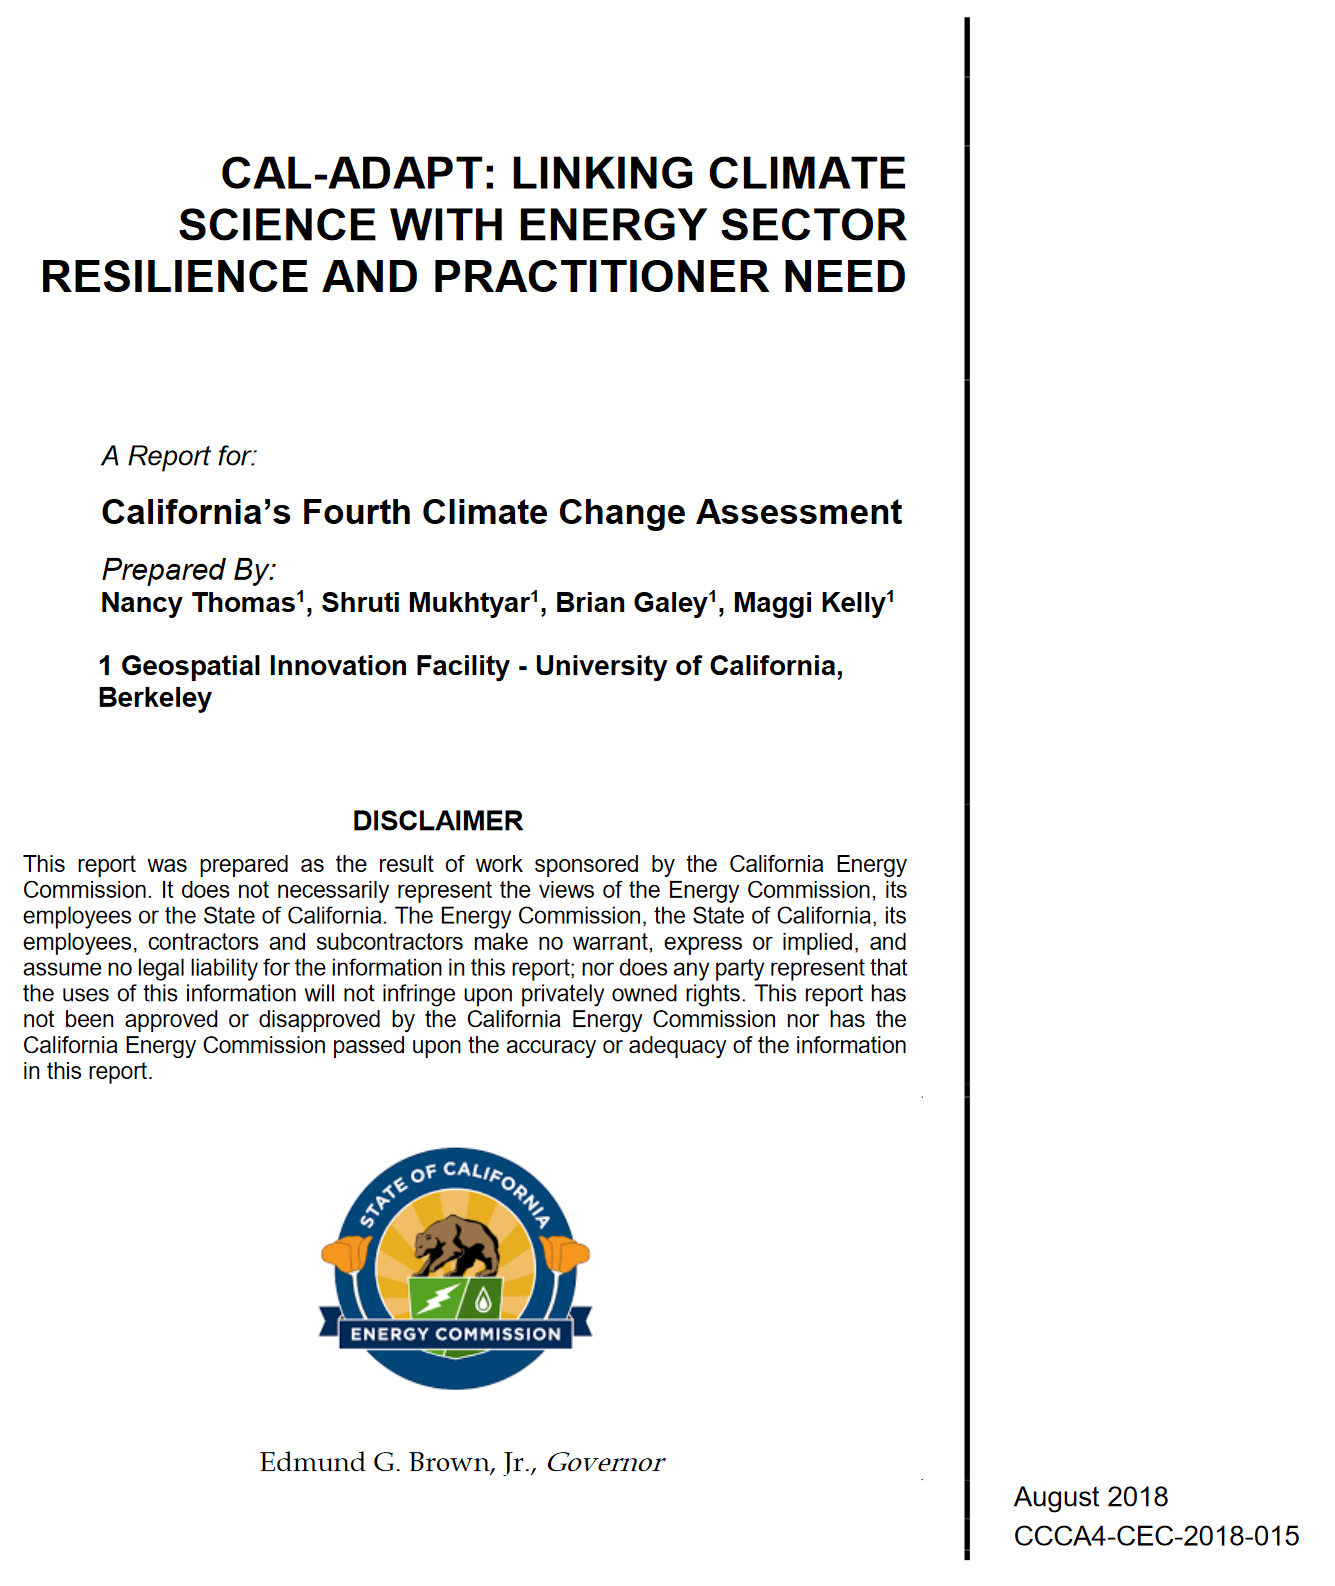 CAL-ADAPT: LINKING CLIMATE
SCIENCE WITH ENERGY SECTOR
RESILIENCE AND PRACTITIONER NEED
A Report for:
California’s Fourth Climate Change Assessment
Prepared By:
Nancy Thomas¹, Shruti Mukhtyar¹, Brian Galey¹, Maggi Kelly¹
1 Geospatial Innovation Facility - University of California,
Berkeley
DISCLAIMER
This report was prepared as the result of work sponsored by the California Energy
Commission. It does not necessarily represent the views of the Energy Commission, its
employees or the State of California. The Energy Commission, the State of California, its
employees, contractors and subcontractors make no warrant, express or implied, and
assume no legal liability for the information in this report; nor does any party represent that
the uses of this information will not infringe upon privately owned rights. This report has
not been approved or disapproved by the California Energy Commission nor has the
California Energy Commission passed upon the accuracy or adequacy of the information
in this report.
STATE OF CALIFORNIA
ENERGY COMMISSION
Edmund G. Brown, Jr., Governor
August 2018
CCCA4-CEC-2018-015